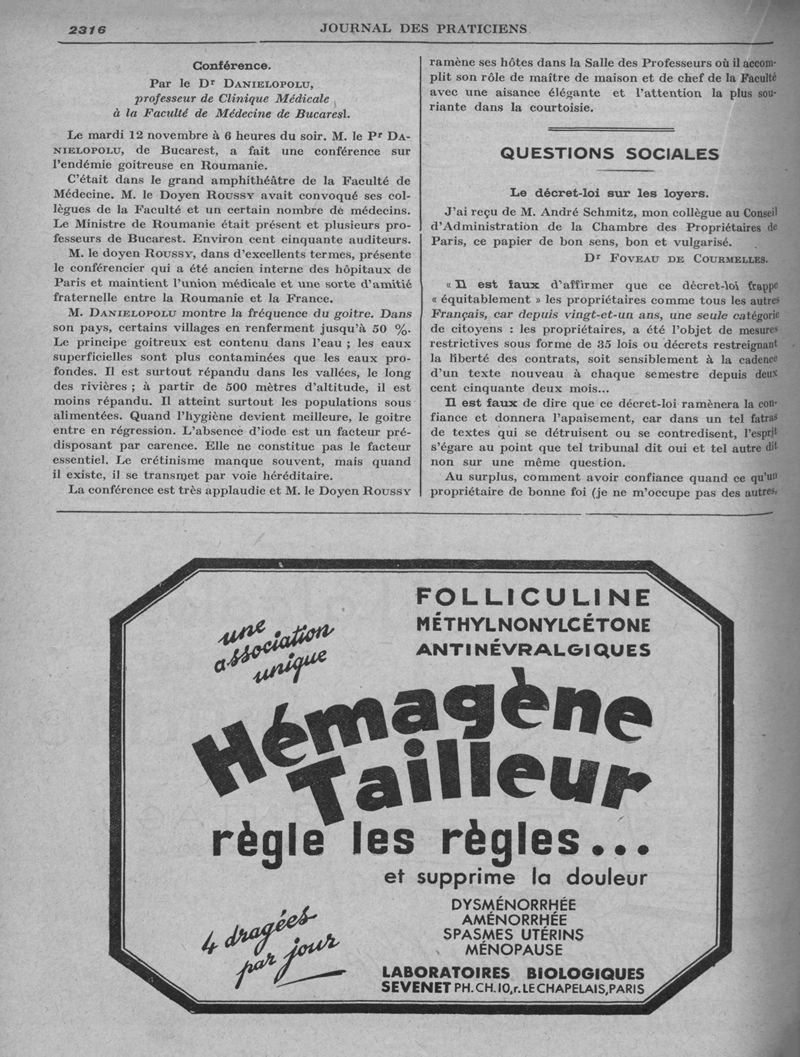 2316
JOURNAL DES PRATICIENS
Conférence.
Par le Dr DANIELOPOLU,
professeur de Clinique Médicale
à la Faculté de Médecine de Bucarest.
Le mardi 12 novembre à 6 heures du soir. M. le Pr DA-
NIELOPOLU, de Bucarest, a fait une conférence sur
l'endémie goitreuse en Roumanie.
C'était dans le grand amphithéâtre de la Faculté de
Médecine. M. le Doyen ROUSSY avait convoqué ses col-
lègues de la Faculté et un certain nombre de médecins.
Le Ministre de Roumanie était présent et plusieurs pro-
fesseurs de Bucarest. Environ cent cinquante auditeurs.
M. le doyen ROUSSY, dans d'excellents termes, présente
le conférencier qui a été ancien interne des hôpitaux de
Paris et maintient l'union médicale et une sorte d'amitié
fraternelle entre la Roumanie et la France.
M. DANIELOPOLU montre la fréquence du goitre. Dans
son pays, certains villages en renferment jusqu'à 50 %.
Le principe goitreux est contenu dans l'eau ; les eaux
superficielles sont plus contaminées que les eaux pro-
fondes. Il est surtout répandu dans les vallées, le long
des rivières ; à partir de 500 mètres d'altitude, il est
moins répandu. Il atteint surtout les populations sous
alimentées. Quand l'hygiène devient meilleure, le goitre
entre en régression. L'absence d'iode est un facteur pré-
disposant par carence. Elle ne constitue pas le facteur
essentiel. Le crétinisme manque souvent, mais quand
il existe, il se transmet par voie héréditaire.
La conférence est très applaudie et M. le Doyen ROUSSY
ramène ses hôtes dans la Salle des Professeurs où il accom-
plit son rôle de maître de maison et de chef de la Faculté
avec une aisance élégante et l'attention la plus sou-
riante dans la courtoisie.
QUESTIONS SOCIALES
Le décret-loi sur les loyers.
J'ai reçu de M. André Schmitz, mon collègue au Conseil
d'Administration de la Chambre des Propriétaires de
Paris, ce papier de bon sens, bon et vulgarisé.
Dr FOVEAU DE COURMELLES.
« Il est faux d'affirmer que ce décret-loi frappe
« équitablement » les propriétaires comme tous les autres
Français, car depuis vingt-et-un ans, une seule catégorie
de citoyens : les propriétaires, a été l'objet de mesures
restrictives sous forme de 35 lois ou décrets restreignant
la liberté des contrats, soit sensiblement à la cadence
d'un texte nouveau à chaque semestre depuis deux
cent cinquante deux mois...
Il est faux de dire que ce décret-loi ramènera la con-
fiance et donnera l'apaisement, car dans un tel fatras
de textes qui se détruisent ou se contredisent, l'esprit
s'égare au point que tel tribunal dit oui et tel autre dit
non sur une même question.
Au surplus, comment avoir confiance quand ce qu'un
propriétaire de bonne foi (je ne m'occupe pas des autres,
une
association
unique
FOLLICULINE
MÉTHYLNONYLCÉTONE
ANTINÉVRALGIQUES
Hémagène
Tailleur
règle les règles...
et supprime la douleur
4 dragées
par jour
DYSMÉNORRHÉE
AMÉNORRHÉE
SPASMES UTÉRINS
MÉNOPAUSE
LABORATOIRES BIOLOGIQUES
SEVENET PH. CH. 10, r. LE CHAPELAIS, PARIS